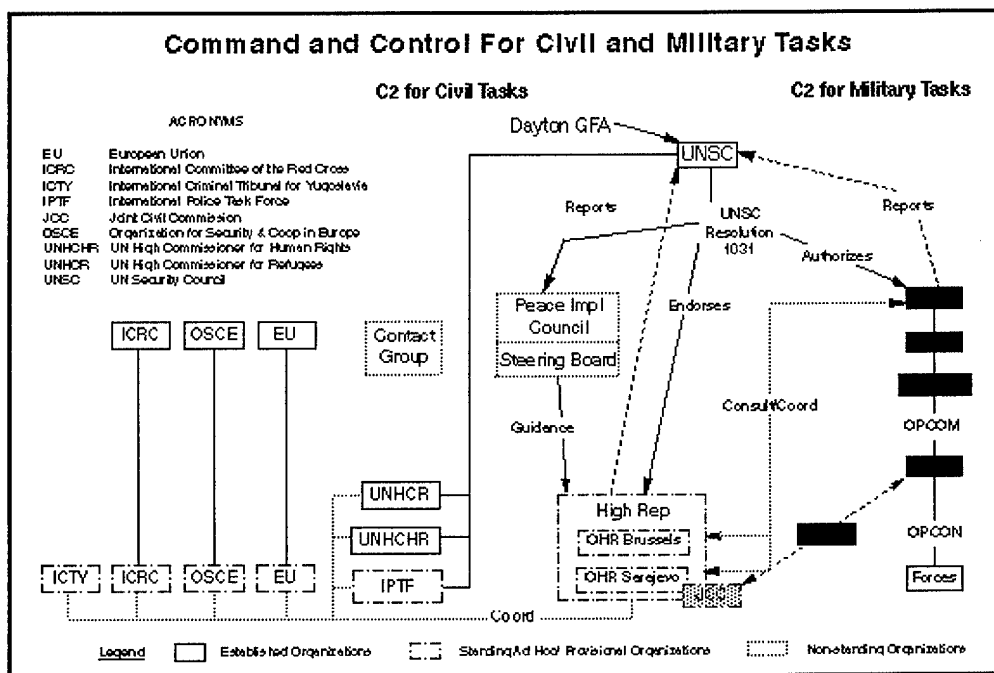 Command and Control For Civil and Military Tasks
C2 for Civil Tasks
C2 for Military Tasks
ACRONYMS
EU European Union
ICRC International Committee of the Red Cross
ICTY International Criminal Tribunal for Yugoslavia
IPTF International Police Task Force
JCC Joint Civil Commission
OSCE Organization for Security & Coop in Europe
UNHCHR UN High Commissioner for Human Rights
UNHCR UN High Commissioner for Refugees
UNSC UN Security Council
Dayton GFA
UNSC
Reports
UNSC
Resolution
1031
Reports
Authorizes
Peace Impl
Council
Steering Board
Endorses
ICRC
OSCE
EU
Contact
Group
Consult/Coord
Guidance
OPCOM
UNHCR
High Rep
OHR Brussels
UNHCHR
OPCON
ICTY
ICRC
OSCE
EU
IPTF
OHR Sarajevo
Forces
Coord
Legend
Established Organizations
Standing Ad Hoc/ Provisional Organizations
Non-standing Organizations